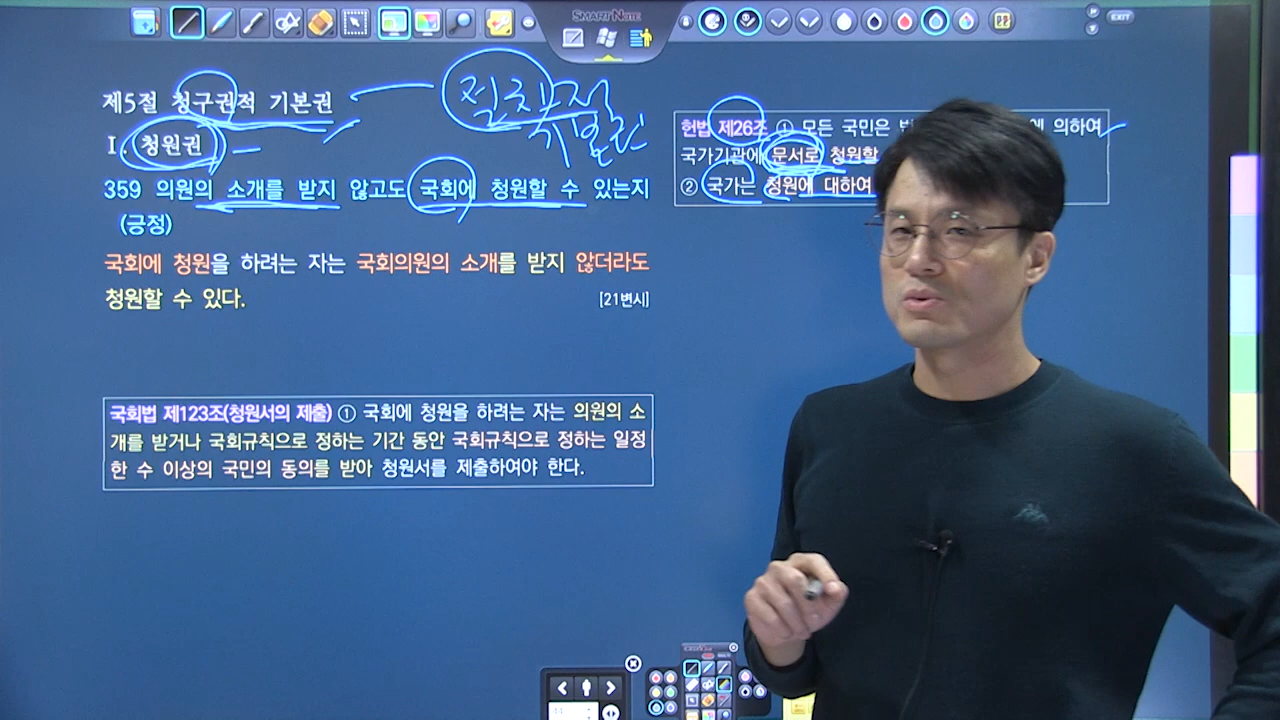 SMART NOTE
EXIT
제5절 청구권적 기본권
절차적
I 청원권
359 의원의 소개를 받지 않고도 국회에 청원할 수 있는지
(긍정)
국회에 청원을 하려는 자는 국회의원의 소개를 받지 않더라도
청원할 수 있다. [21변시]
국회법 제123조(청원서의 제출) ① 국회에 청원을 하려는 자는 의원의 소
개를 받거나 국회규칙으로 정하는 기간 동안 국회규칙으로 정하는 일정
한 수 이상의 국민의 동의를 받아 청원서를 제출하여야 한다.
헌법 제26조 ① 모든 국민은 의하여
국가기관에 문서로 청원할
② 국가는 청원에 대하여